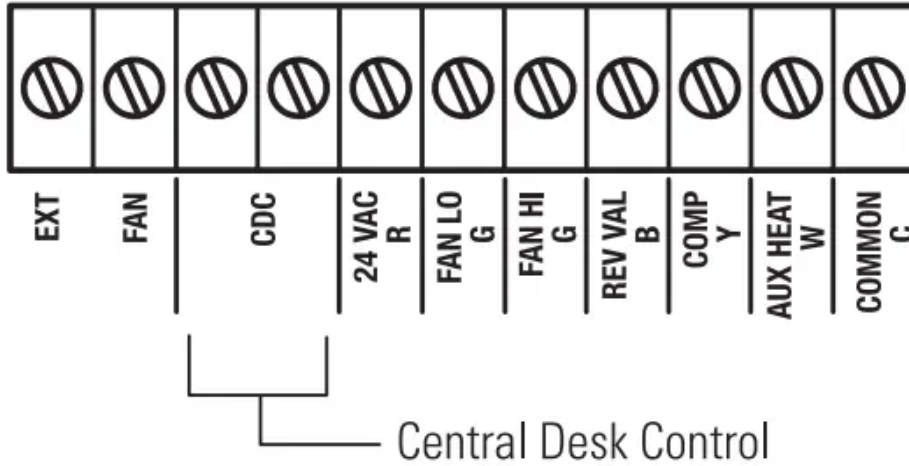 EXT
FAN
CDC
24 VAC
R
FAN LO
G
FAN HI
G
REV VAL
B
COMP
Y
AUX HEAT
W
COMMON
C
Central Desk Control